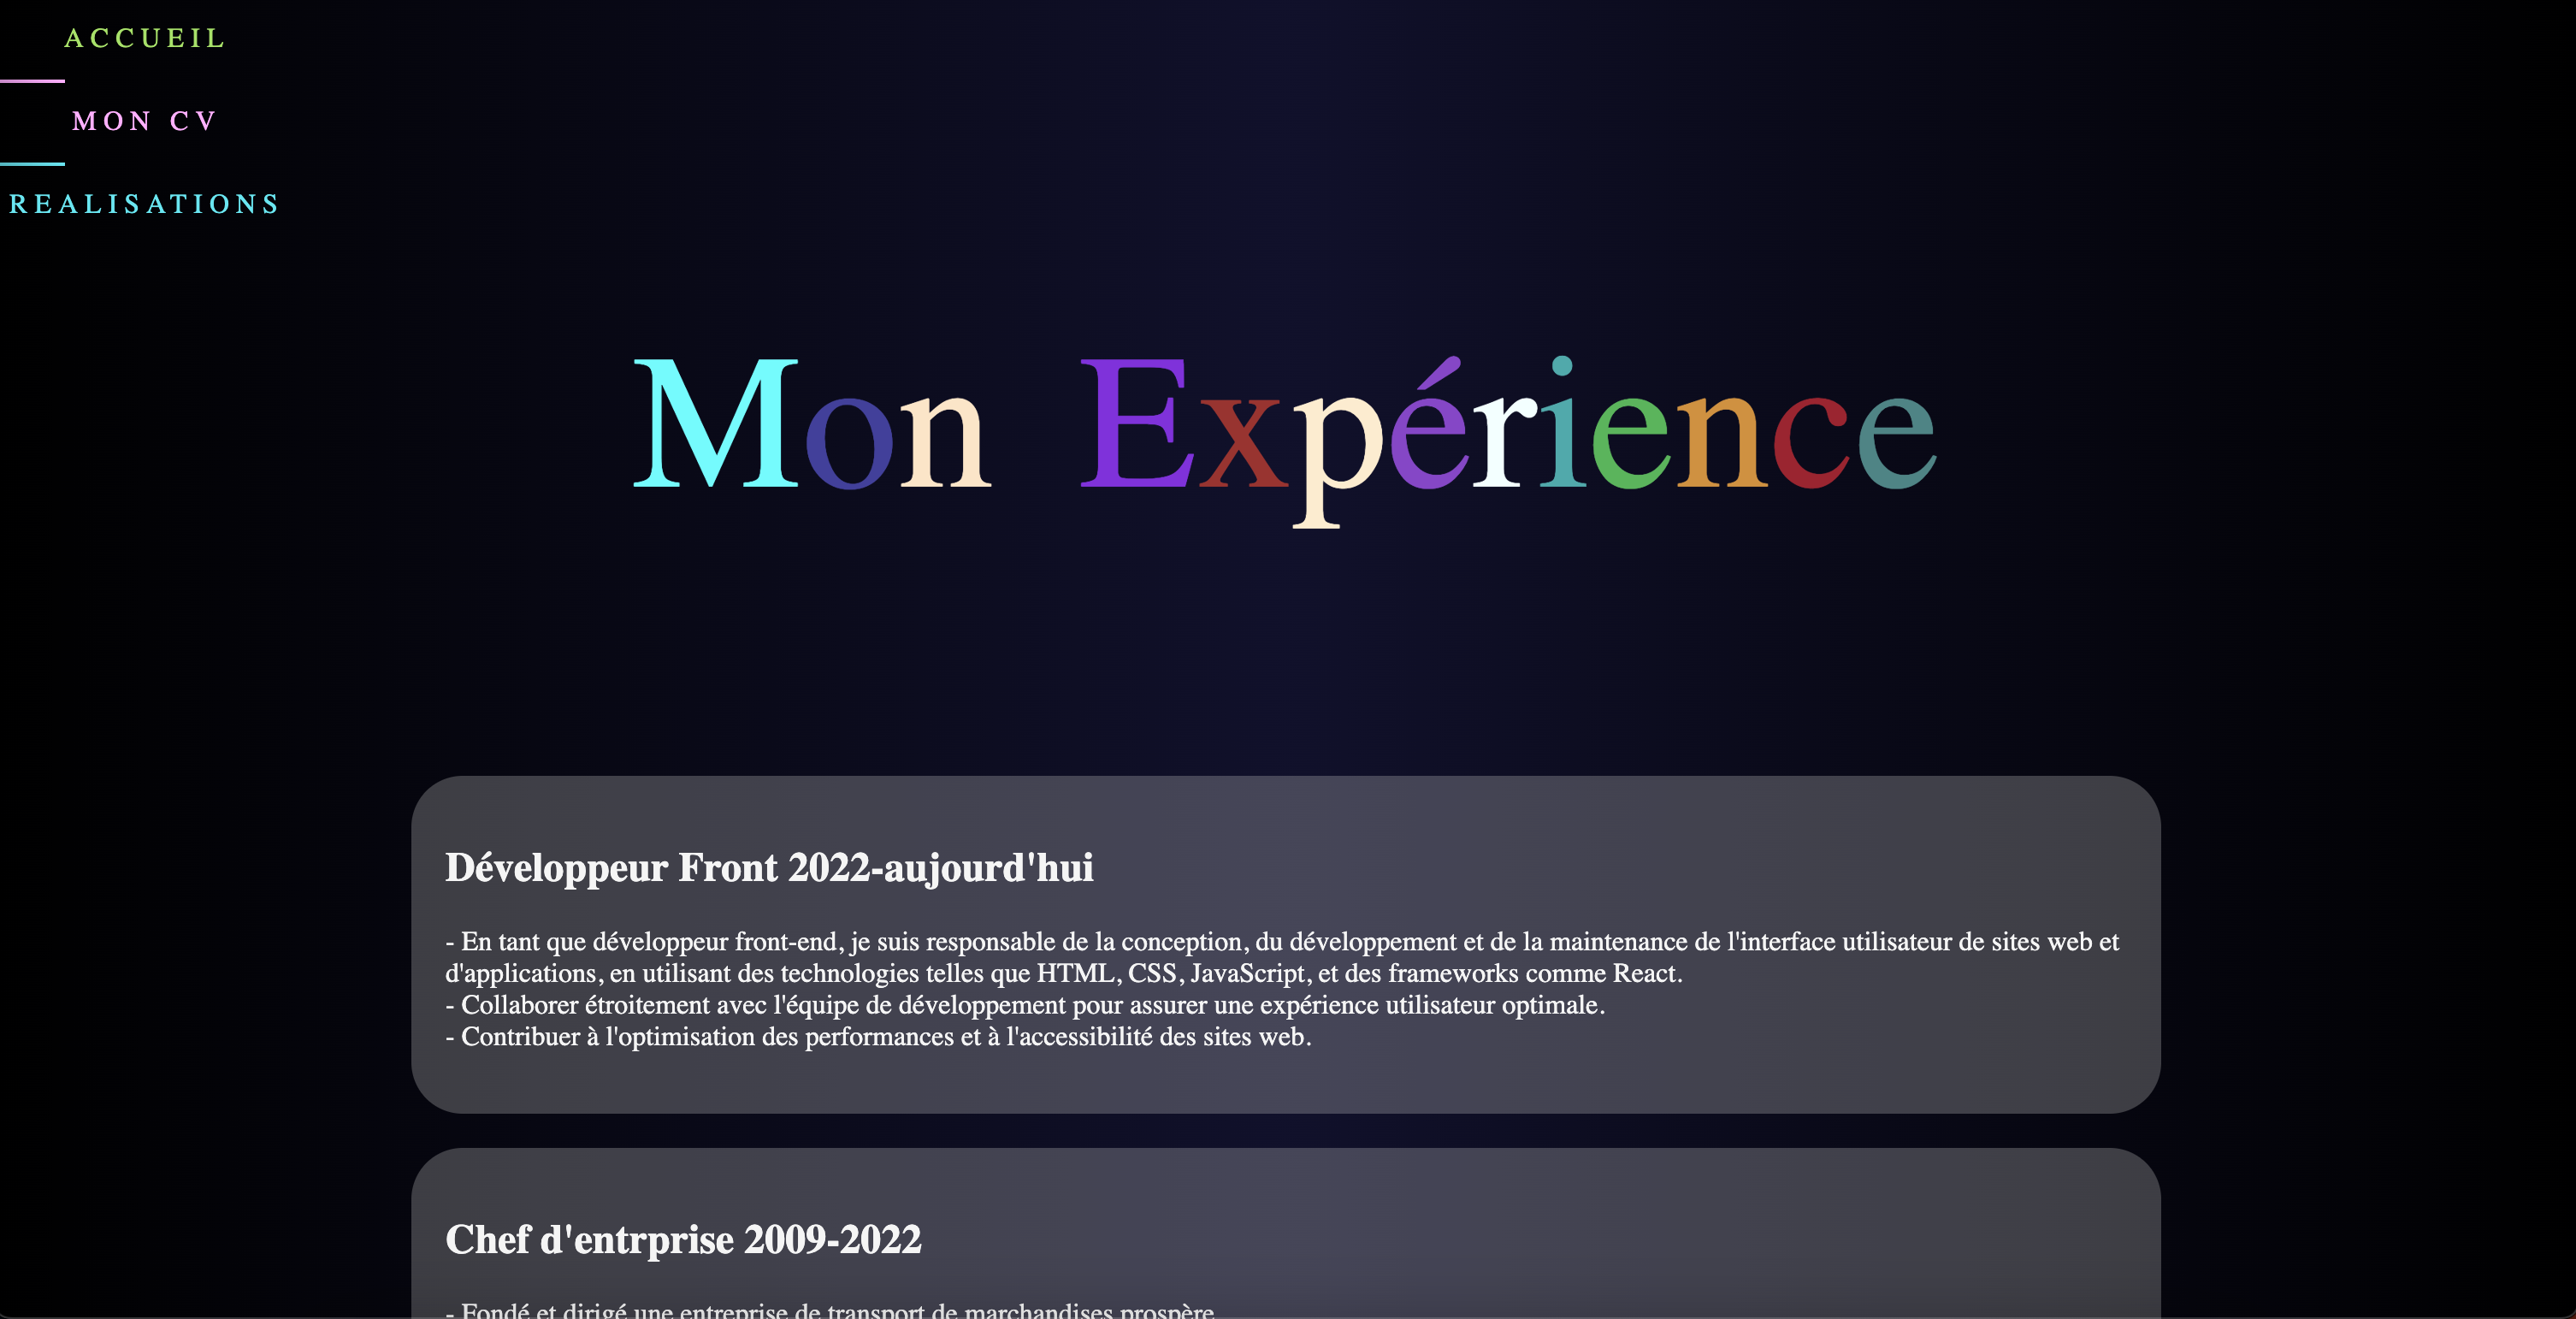 ACCUEIL
MON CV
REALISATIONS
Mon Expérience
Développeur Front 2022-aujourd'hui
- En tant que développeur front-end, je suis responsable de la conception, du développement et de la maintenance de l'interface utilisateur de sites web et
d'applications, en utilisant des technologies telles que HTML, CSS, JavaScript, et des frameworks comme React.
- Collaborer étroitement avec l'équipe de développement pour assurer une expérience utilisateur optimale.
- Contribuer à l'optimisation des performances et à l'accessibilité des sites web.
Chef d'entrprise 2009-2022
- Fondé et dirigé une entreprise de transport de marchandises prospère